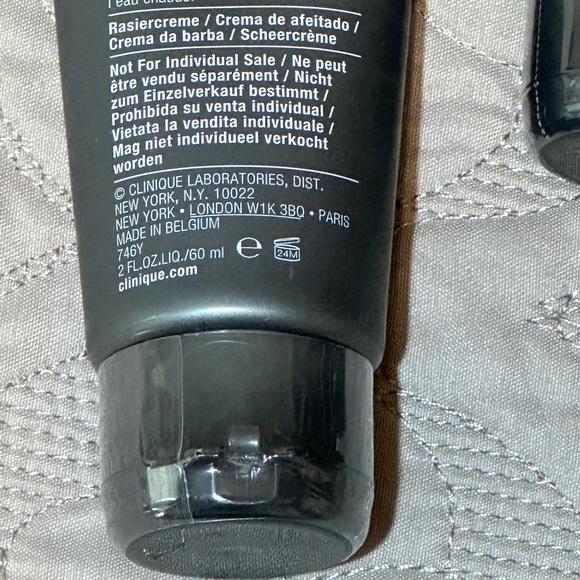 l'eau chaude.
Rasiercreme / Crema de afeitado /
Crema da barba / Scheercrème
Not For Individual Sale / Ne peut
être vendu séparément / Nicht
zum Einzelverkauf bestimmt /
Prohibida su venta individual /
Vietata la vendita individuale /
Mag niet individueel verkocht
worden
© CLINIQUE LABORATORIES, DIST.
NEW YORK, N.Y. 10022
NEW YORK • LONDON W1K 3BQ • PARIS
MADE IN BELGIUM
746Y
2 FL.OZ.LIQ./60 ml ℮ 24M
clinique.com